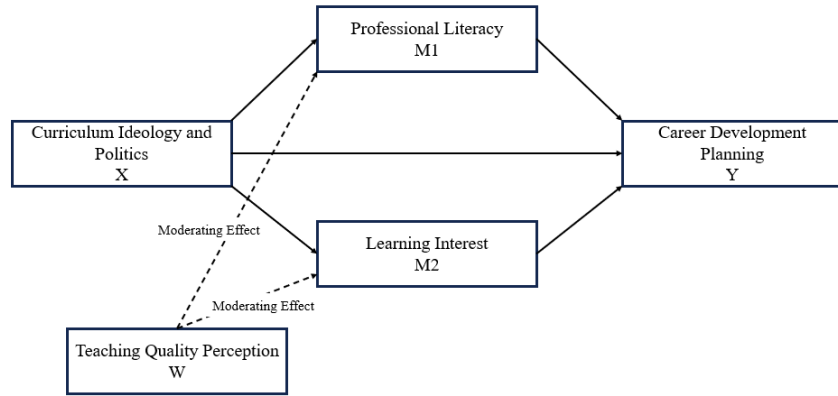 Professional Literacy
M1
Curriculum Ideology and
Politics
X
Career Development
Planning
Y
Moderating Effect
Learning Interest
M2
Moderating Effect
Teaching Quality Perception
W